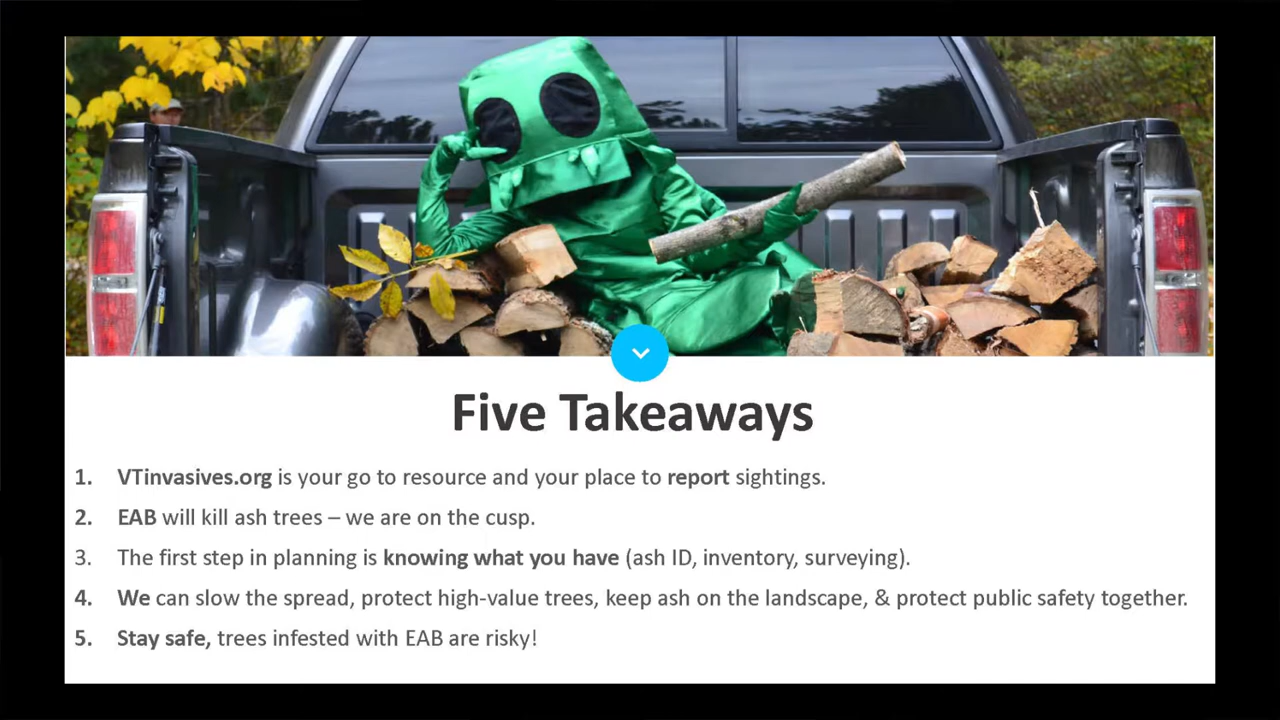 Five Takeaways
1. VTinvasives.org is your go to resource and your place to report sightings.
2. EAB will kill ash trees – we are on the cusp.
3. The first step in planning is knowing what you have (ash ID, inventory, surveying).
4. We can slow the spread, protect high-value trees, keep ash on the landscape, & protect public safety together.
5. Stay safe, trees infested with EAB are risky!